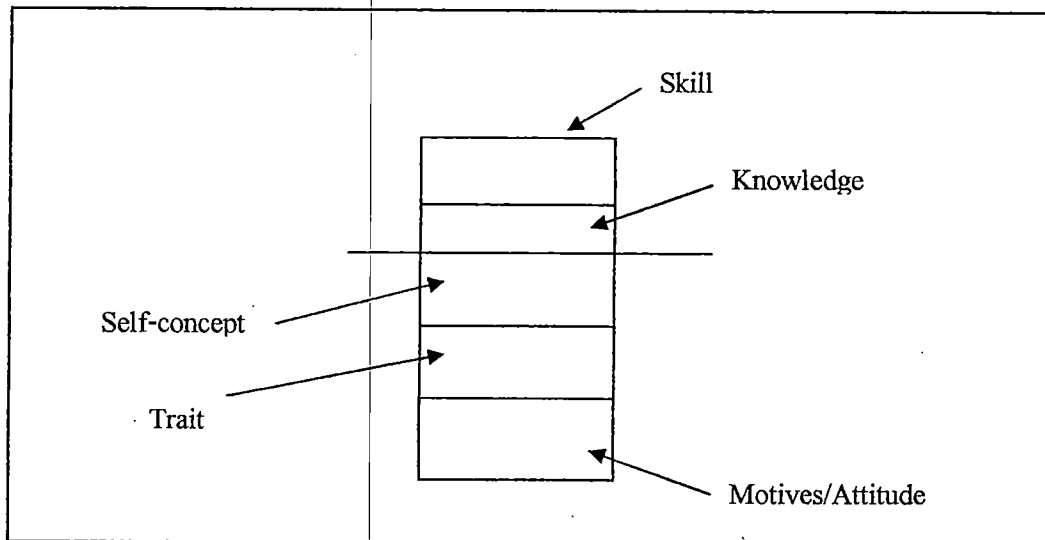 Skill
Knowledge
Self-concept
Trait
Motives/Attitude